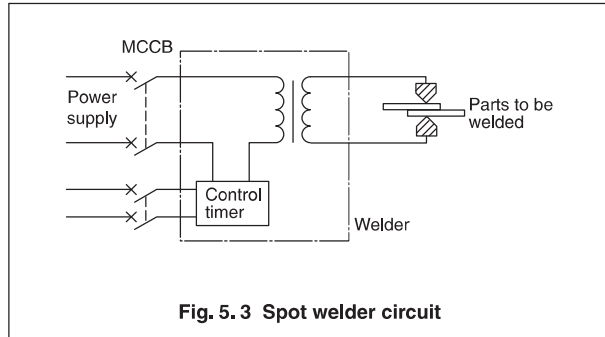 MCCB
Power
supply
Parts to be
welded
Control
timer
Welder
Fig. 5. 3 Spot welder circuit